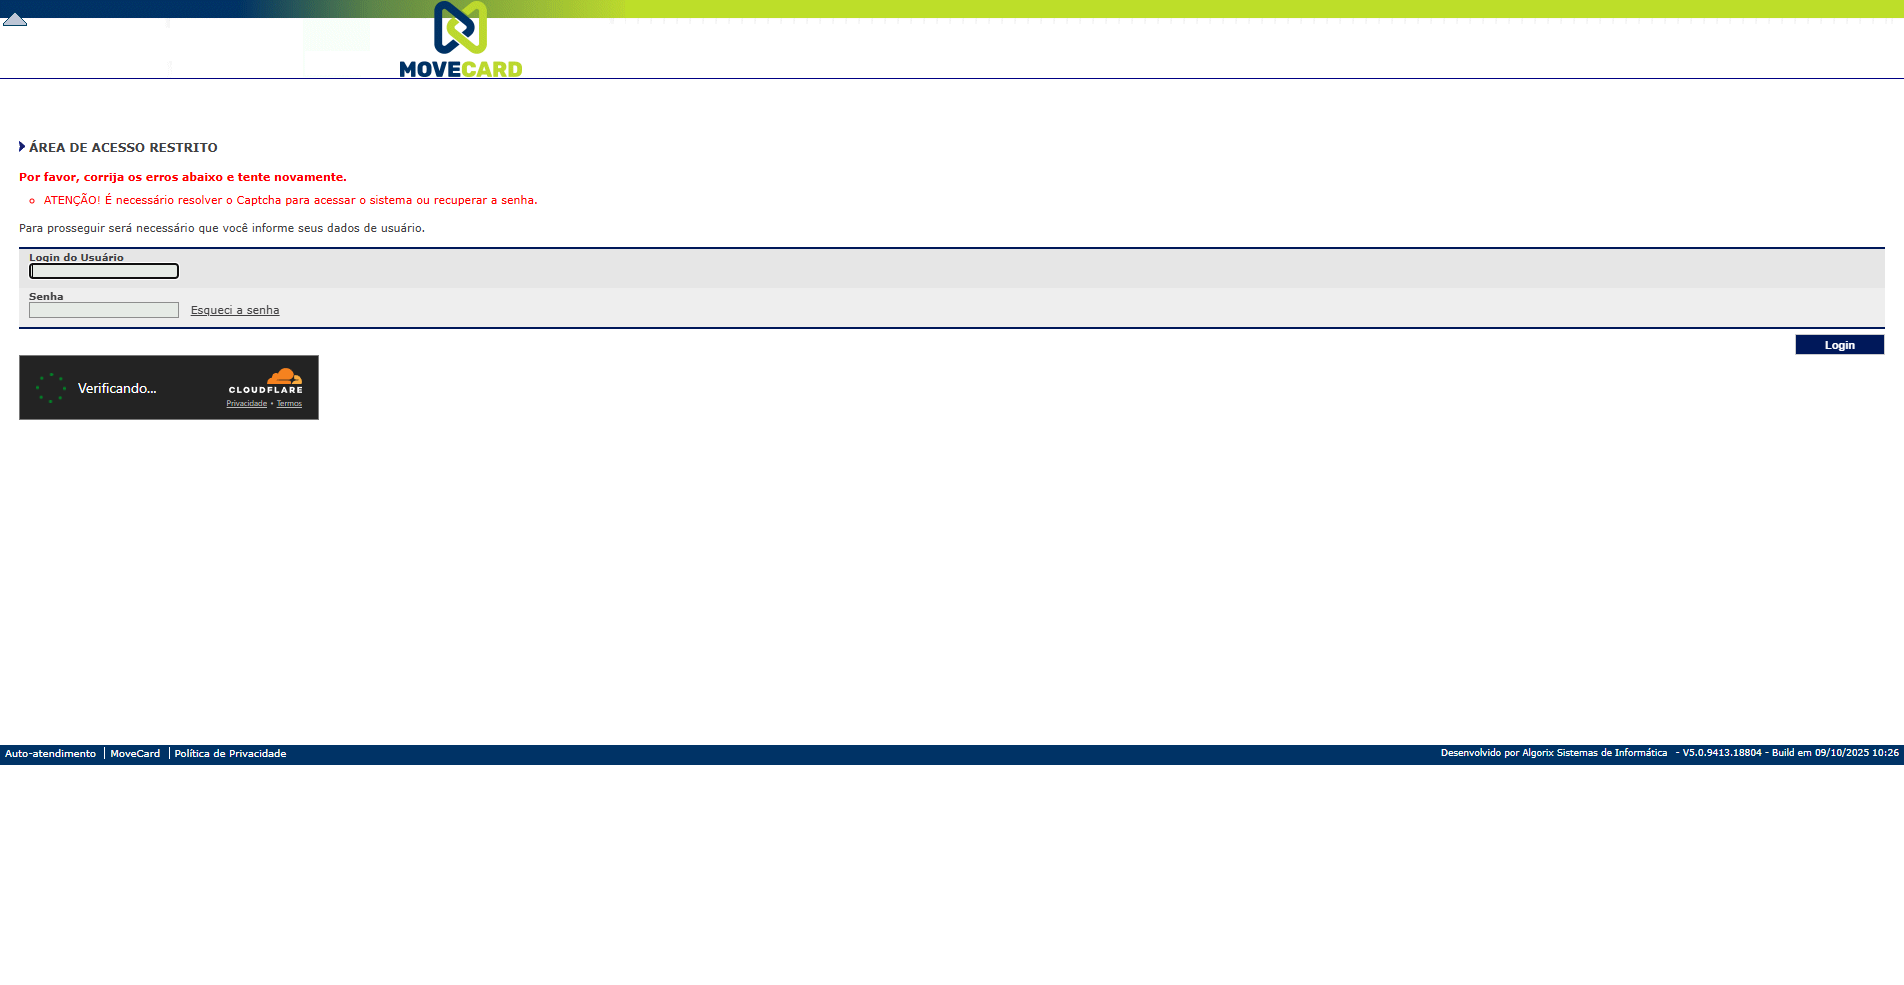 MOVECARD
ÁREA DE ACESSO RESTRITO
Por favor, corrija os erros abaixo e tente novamente.
ATENÇÃO! É necessário resolver o Captcha para acessar o sistema ou recuperar a senha.
Para prosseguir será necessário que você informe seus dados de usuário.
Login do Usuário
Senha
Esqueci a senha
Login
Verificando...
CLOUDFLARE
Privacidade • Termos
Auto-atendimento | MoveCard | Política de Privacidade
Desenvolvido por Algorix Sistemas de Informática - V5.0.9413.18804 - Build em 09/10/2025 10:26